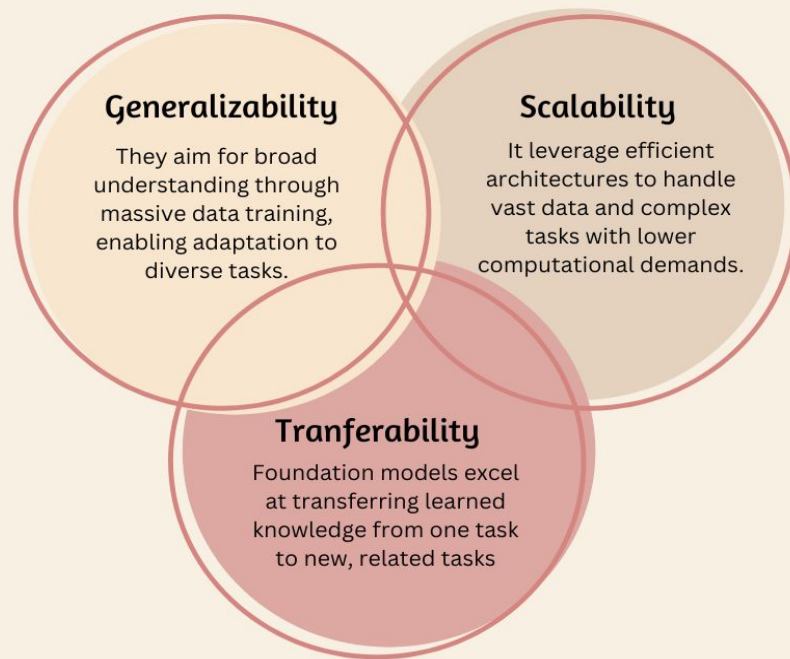 Generalizability
They aim for broad
understanding through
massive data training,
enabling adaptation to
diverse tasks.
Scalability
It leverage efficient
architectures to handle
vast data and complex
tasks with lower
computational demands.
Tranferability
Foundation models excel
at transferring learned
knowledge from one task
to new, related tasks